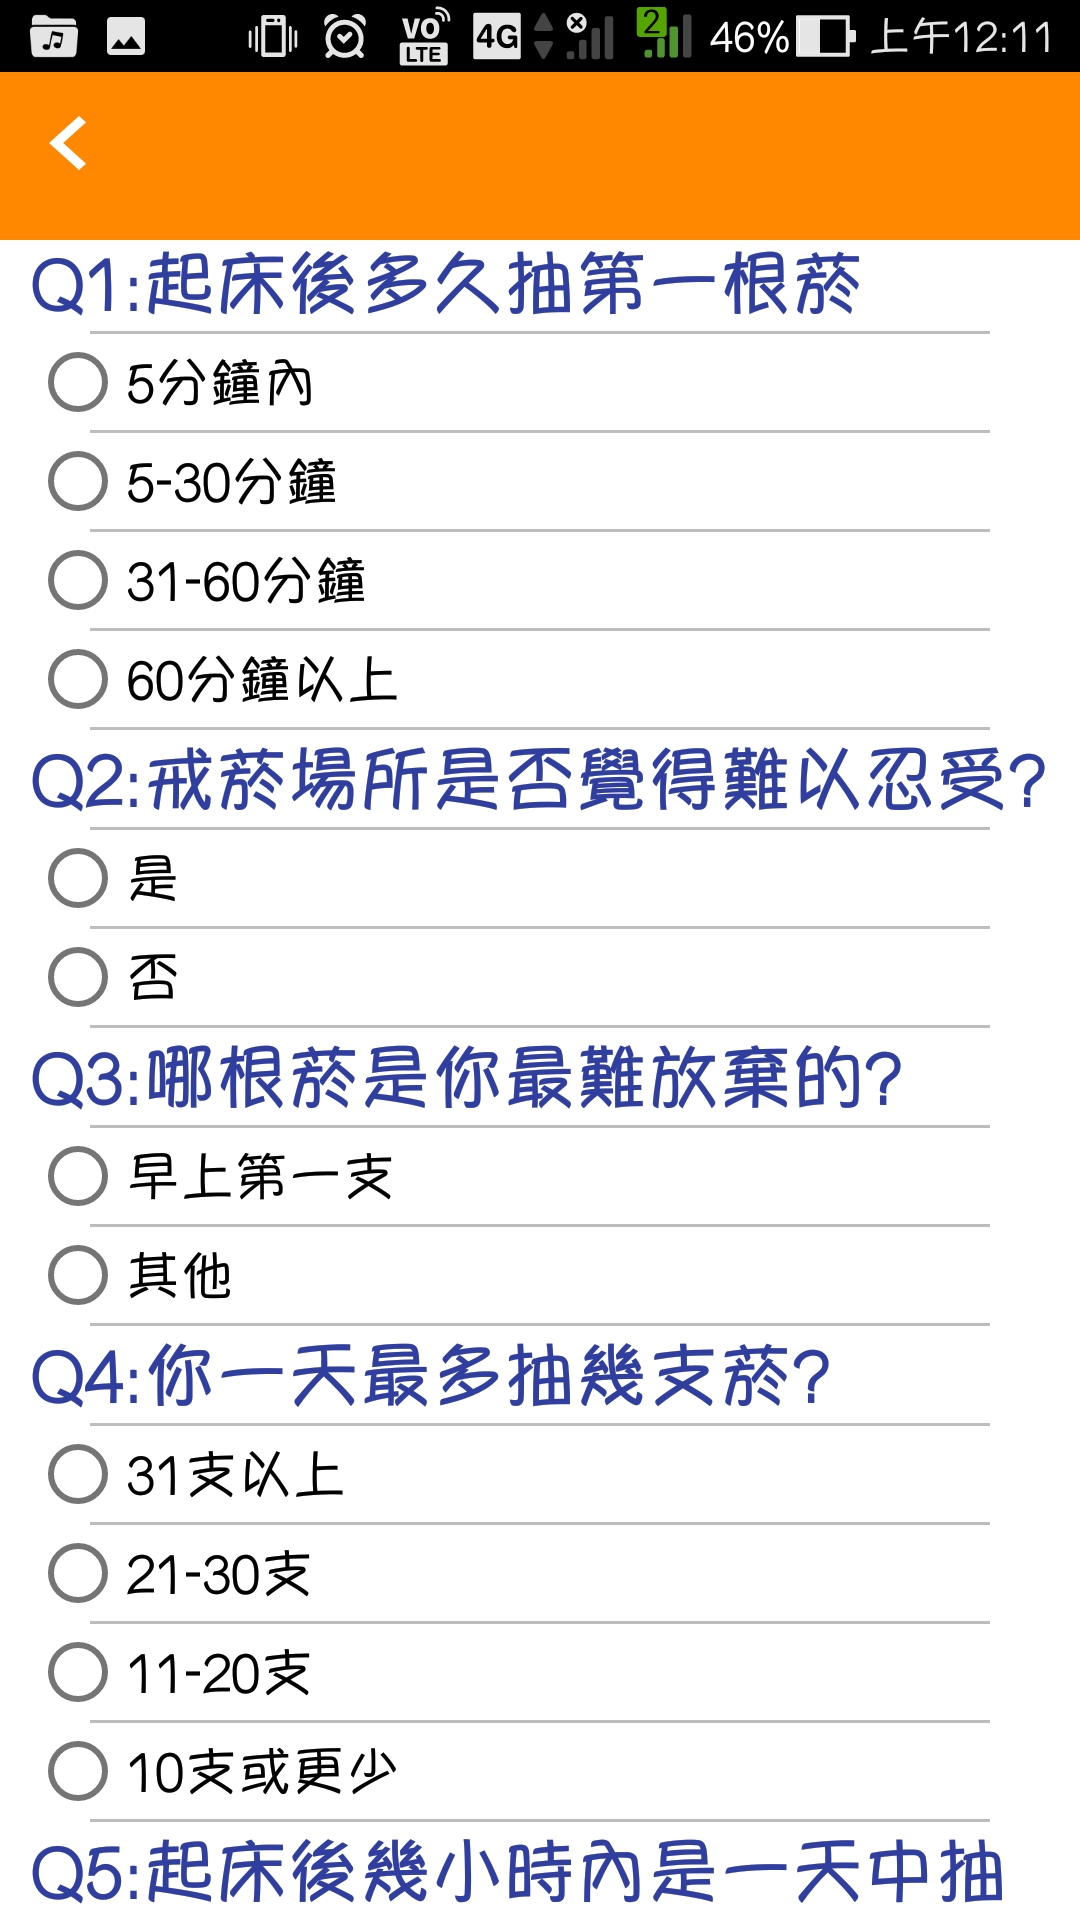 VO LTE 4G 2 46% 上午12:11
Q1:起床後多久抽第一根菸
5分鐘內
5-30分鐘
31-60分鐘
60分鐘以上
Q2:戒菸場所是否覺得難以忍受?
是
否
Q3:哪根菸是你最難放棄的?
早上第一支
其他
Q4:你一天最多抽幾支菸?
31支以上
21-30支
11-20支
10支或更少
Q5:起床後幾小時內是一天中抽